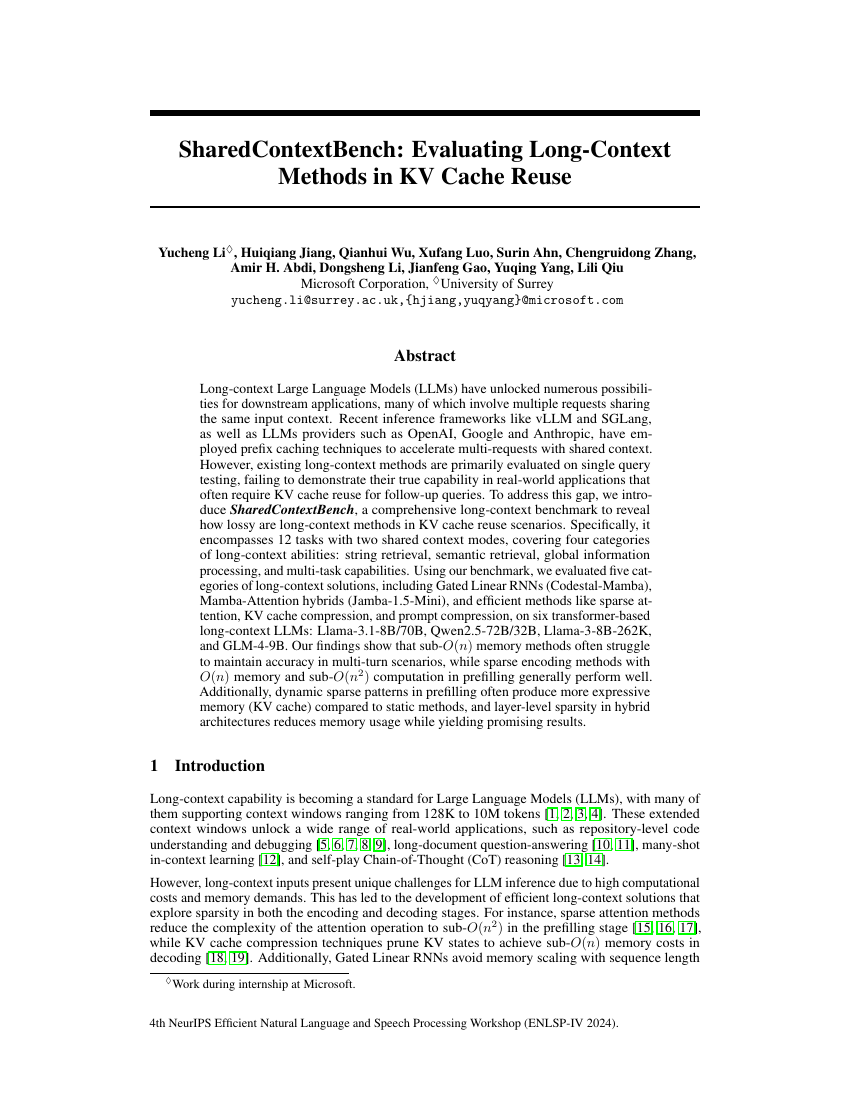 SharedContextBench: Evaluating Long-Context
Methods in KV Cache Reuse
Yucheng Li◇, Huiqiang Jiang, Qianhui Wu, Xufang Luo, Surin Ahn, Chengruidong Zhang,
Amir H. Abdi, Dongsheng Li, Jianfeng Gao, Yuqing Yang, Lili Qiu
Microsoft Corporation, ◇University of Surrey
yucheng.li@surrey.ac.uk,{hjiang,yuqyang}@microsoft.com
Abstract
Long-context Large Language Models (LLMs) have unlocked numerous possibili-
ties for downstream applications, many of which involve multiple requests sharing
the same input context. Recent inference frameworks like vLLM and SGLang,
as well as LLMs providers such as OpenAI, Google and Anthropic, have em-
ployed prefix caching techniques to accelerate multi-requests with shared context.
However, existing long-context methods are primarily evaluated on single query
testing, failing to demonstrate their true capability in real-world applications that
often require KV cache reuse for follow-up queries. To address this gap, we intro-
duce SharedContextBench, a comprehensive long-context benchmark to reveal
how lossy are long-context methods in KV cache reuse scenarios. Specifically, it
encompasses 12 tasks with two shared context modes, covering four categories
of long-context abilities: string retrieval, semantic retrieval, global information
processing, and multi-task capabilities. Using our benchmark, we evaluated five cat-
egories of long-context solutions, including Gated Linear RNNs (Codestal-Mamba),
Mamba-Attention hybrids (Jamba-1.5-Mini), and efficient methods like sparse at-
tention, KV cache compression, and prompt compression, on six transformer-based
long-context LLMs: Llama-3.1-8B/70B, Qwen2.5-72B/32B, Llama-3-8B-262K,
and GLM-4-9B. Our findings show that sub-O(n) memory methods often struggle
to maintain accuracy in multi-turn scenarios, while sparse encoding methods with
O(n) memory and sub-O(n²) computation in prefilling generally perform well.
Additionally, dynamic sparse patterns in prefilling often produce more expressive
memory (KV cache) compared to static methods, and layer-level sparsity in hybrid
architectures reduces memory usage while yielding promising results.
1 Introduction
Long-context capability is becoming a standard for Large Language Models (LLMs), with many of
them supporting context windows ranging from 128K to 10M tokens [1, 2, 3, 4]. These extended
context windows unlock a wide range of real-world applications, such as repository-level code
understanding and debugging [5, 6, 7, 8, 9], long-document question-answering [10, 11], many-shot
in-context learning [12], and self-play Chain-of-Thought (CoT) reasoning [13, 14].
However, long-context inputs present unique challenges for LLM inference due to high computational
costs and memory demands. This has led to the development of efficient long-context solutions that
explore sparsity in both the encoding and decoding stages. For instance, sparse attention methods
reduce the complexity of the attention operation to sub-O(n²) in the prefilling stage [15, 16, 17],
while KV cache compression techniques prune KV states to achieve sub-O(n) memory costs in
decoding [18, 19]. Additionally, Gated Linear RNNs avoid memory scaling with sequence length
◇Work during internship at Microsoft.
4th NeurIPS Efficient Natural Language and Speech Processing Workshop (ENLSP-IV 2024).